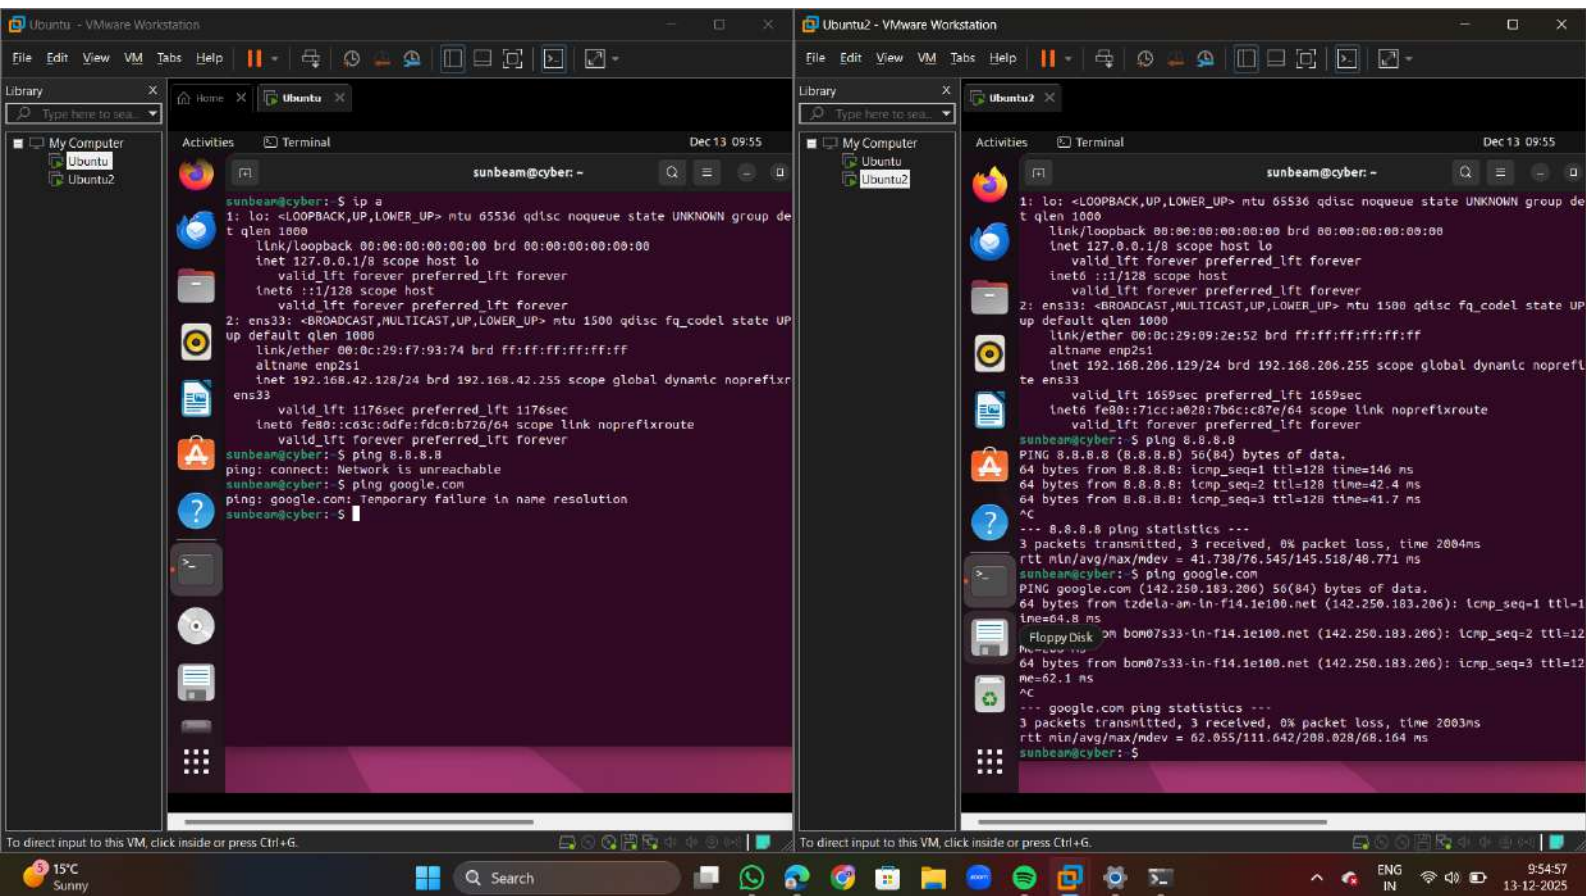 Ubuntu - VMware Workstation
File Edit View VM Tabs Help
Library X
Type here to sea...
My Computer
Ubuntu
Ubuntu2
Home X Ubuntu X
Activities Terminal Dec 13 09:55
sunbeam@cyber: ~
sunbeam@cyber:~$ ip a
1: lo: <LOOPBACK,UP,LOWER_UP> mtu 65536 qdisc noqueue state UNKNOWN group de
t qlen 1000
link/loopback 00:00:00:00:00:00 brd 00:00:00:00:00:00
inet 127.0.0.1/8 scope host lo
valid_lft forever preferred_lft forever
inet6 ::1/128 scope host
valid_lft forever preferred_lft forever
2: ens33: <BROADCAST,MULTICAST,UP,LOWER_UP> mtu 1500 qdisc fq_codel state UP
up default qlen 1000
link/ether 00:0c:29:f7:93:74 brd ff:ff:ff:ff:ff:ff
altname enp2s1
inet 192.168.42.128/24 brd 192.168.42.255 scope global dynamic noprefixr
ens33
valid_lft 1176sec preferred_lft 1176sec
inet6 fe80::c63c:6dfe:fdc0:b726/64 scope link noprefixroute
valid_lft forever preferred_lft forever
sunbeam@cyber:~$ ping 8.8.8.8
ping: connect: Network is unreachable
sunbeam@cyber:~$ ping google.com
ping: google.com: Temporary failure in name resolution
sunbeam@cyber:~$
To direct input to this VM, click inside or press Ctrl+G.
Ubuntu2 - VMware Workstation
File Edit View VM Tabs Help
Library X
Type here to sea...
My Computer
Ubuntu
Ubuntu2
Ubuntu2 X
Activities Terminal Dec 13 09:55
sunbeam@cyber: ~
1: lo: <LOOPBACK,UP,LOWER_UP> mtu 65536 qdisc noqueue state UNKNOWN group de
t qlen 1000
link/loopback 00:00:00:00:00:00 brd 00:00:00:00:00:00
inet 127.0.0.1/8 scope host lo
valid_lft forever preferred_lft forever
inet6 ::1/128 scope host
valid_lft forever preferred_lft forever
2: ens33: <BROADCAST,MULTICAST,UP,LOWER_UP> mtu 1500 qdisc fq_codel state UP
up default qlen 1000
link/ether 00:0c:29:09:2e:52 brd ff:ff:ff:ff:ff:ff
altname enp2s1
inet 192.168.206.129/24 brd 192.168.206.255 scope global dynamic noprefi
te ens33
valid_lft 1659sec preferred_lft 1659sec
inet6 fe80::71cc:a028:7b6c:c87e/64 scope link noprefixroute
valid_lft forever preferred_lft forever
sunbeam@cyber:~$ ping 8.8.8.8
PING 8.8.8.8 (8.8.8.8) 56(84) bytes of data.
64 bytes from 8.8.8.8: icmp_seq=1 ttl=128 time=146 ms
64 bytes from 8.8.8.8: icmp_seq=2 ttl=128 time=42.4 ms
64 bytes from 8.8.8.8: icmp_seq=3 ttl=128 time=41.7 ms
^C
--- 8.8.8.8 ping statistics ---
3 packets transmitted, 3 received, 0% packet loss, time 2004ms
rtt min/avg/max/mdev = 41.738/76.545/145.518/48.771 ms
sunbeam@cyber:~$ ping google.com
PING google.com (142.250.183.206) 56(84) bytes of data.
64 bytes from tzdela-am-in-f14.1e100.net (142.250.183.206): icmp_seq=1 ttl=1
ime=64.8 ms
Floppy Disk om bom07s33-in-f14.1e100.net (142.250.183.206): icmp_seq=2 ttl=12
64 bytes from bom07s33-in-f14.1e100.net (142.250.183.206): icmp_seq=3 ttl=12
me=62.1 ms
^C
--- google.com ping statistics ---
3 packets transmitted, 3 received, 0% packet loss, time 2003ms
rtt min/avg/max/mdev = 62.055/111.642/208.028/68.164 ms
sunbeam@cyber:~$
To direct input to this VM, click inside or press Ctrl+G.
5 15°C
Sunny
Search
zoom
ENG
IN
9:54:57
13-12-2025